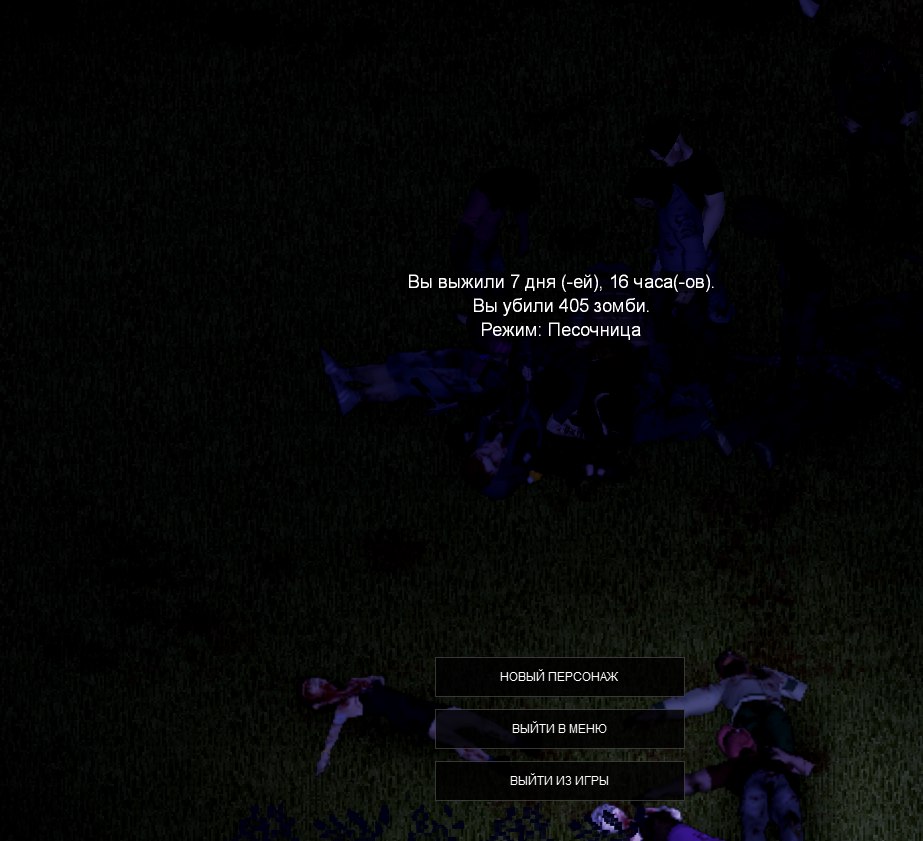 Вы выжили 7 дня (-ей), 16 часа(-ов).
Вы убили 405 зомби.
Режим: Песочница
НОВЫЙ ПЕРСОНАЖ
ВЫЙТИ В МЕНЮ
ВЫЙТИ ИЗ ИГРЫ